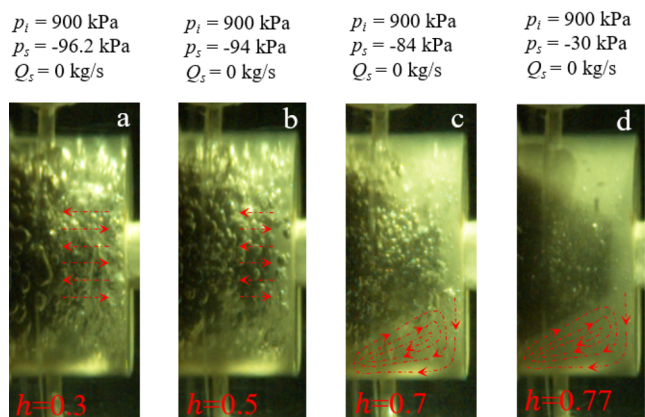 p_i = 900 kPa
p_s = -96.2 kPa
Q_s = 0 kg/s
p_i = 900 kPa
p_s = -94 kPa
Q_s = 0 kg/s
p_i = 900 kPa
p_s = -84 kPa
Q_s = 0 kg/s
p_i = 900 kPa
p_s = -30 kPa
Q_s = 0 kg/s
a
b
c
d
h=0.3
h=0.5
h=0.7
h=0.77